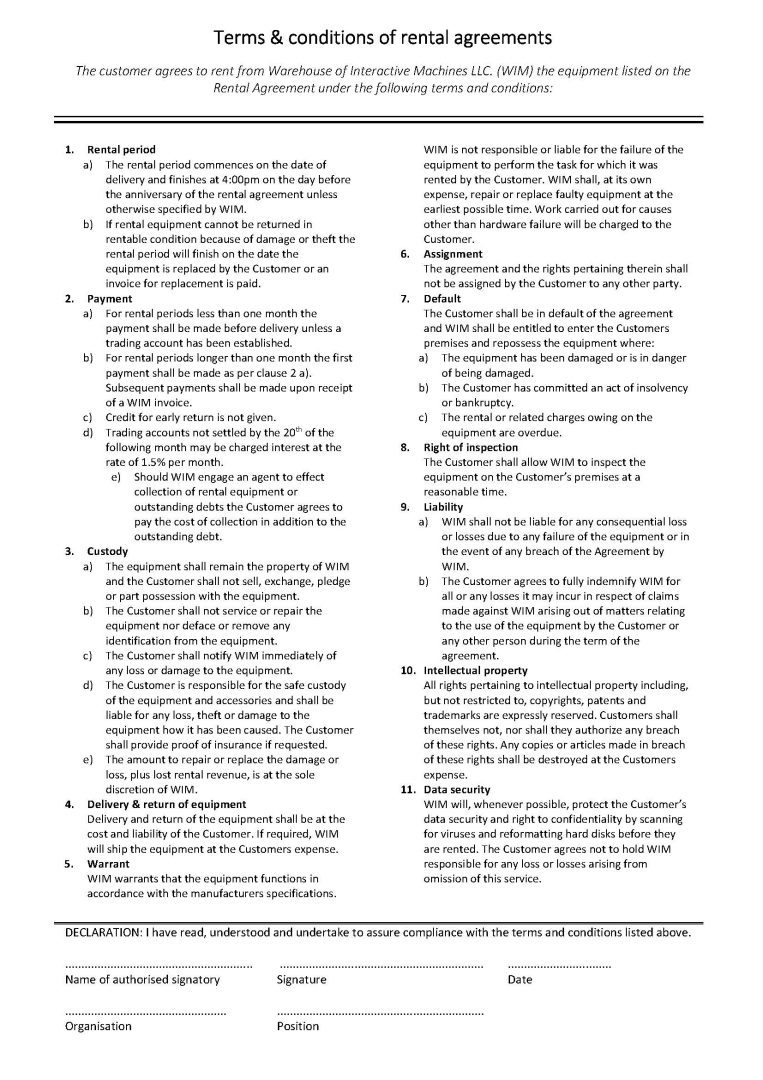 Terms & conditions of rental agreements
The customer agrees to rent from Warehouse of Interactive Machines LLC. (WIM) the equipment listed on the
Rental Agreement under the following terms and conditions:
1. Rental period
a) The rental period commences on the date of
delivery and finishes at 4:00pm on the day before
the anniversary of the rental agreement unless
otherwise specified by WIM.
b) If rental equipment cannot be returned in
rentable condition because of damage or theft the
rental period will finish on the date the
equipment is replaced by the Customer or an
invoice for replacement is paid.
2. Payment
a) For rental periods less than one month the
payment shall be made before delivery unless a
trading account has been established.
b) For rental periods longer than one month the first
payment shall be made as per clause 2 a).
Subsequent payments shall be made upon receipt
of a WIM invoice.
c) Credit for early return is not given.
d) Trading accounts not settled by the 20th of the
following month may be charged interest at the
rate of 1.5% per month.
e) Should WIM engage an agent to effect
collection of rental equipment or
outstanding debts the Customer agrees to
pay the cost of collection in addition to the
outstanding debt.
3. Custody
a) The equipment shall remain the property of WIM
and the Customer shall not sell, exchange, pledge
or part possession with the equipment.
b) The Customer shall not service or repair the
equipment nor deface or remove any
identification from the equipment.
c) The Customer shall notify WIM immediately of
any loss or damage to the equipment.
d) The Customer is responsible for the safe custody
of the equipment and accessories and shall be
liable for any loss, theft or damage to the
equipment how it has been caused. The Customer
shall provide proof of insurance if requested.
e) The amount to repair or replace the damage or
loss, plus lost rental revenue, is at the sole
discretion of WIM.
4. Delivery & return of equipment
Delivery and return of the equipment shall be at the
cost and liability of the Customer. If required, WIM
will ship the equipment at the Customers expense.
5. Warrant
WIM warrants that the equipment functions in
accordance with the manufacturers specifications.
WIM is not responsible or liable for the failure of the
equipment to perform the task for which it was
rented by the Customer. WIM shall, at its own
expense, repair or replace faulty equipment at the
earliest possible time. Work carried out for causes
other than hardware failure will be charged to the
Customer.
6. Assignment
The agreement and the rights pertaining therein shall
not be assigned by the Customer to any other party.
7. Default
The Customer shall be in default of the agreement
and WIM shall be entitled to enter the Customers
premises and repossess the equipment where:
a) The equipment has been damaged or is in danger
of being damaged.
b) The Customer has committed an act of insolvency
or bankruptcy.
c) The rental or related charges owing on the
equipment are overdue.
8. Right of inspection
The Customer shall allow WIM to inspect the
equipment on the Customer's premises at a
reasonable time.
9. Liability
a) WIM shall not be liable for any consequential loss
or losses due to any failure of the equipment or in
the event of any breach of the Agreement by
WIM.
b) The Customer agrees to fully indemnify WIM for
all or any losses it may incur in respect of claims
made against WIM arising out of matters relating
to the use of the equipment by the Customer or
any other person during the term of the
agreement.
10. Intellectual property
All rights pertaining to intellectual property including,
but not restricted to, copyrights, patents and
trademarks are expressly reserved. Customers shall
themselves not, nor shall they authorize any breach
of these rights. Any copies or articles made in breach
of these rights shall be destroyed at the Customers
expense.
11. Data security
WIM will, whenever possible, protect the Customer's
data security and right to confidentiality by scanning
for viruses and reformatting hard disks before they
are rented. The Customer agrees not to hold WIM
responsible for any loss or losses arising from
omission of this service.
DECLARATION: I have read, understood and undertake to assure compliance with the terms and conditions listed above.
Name of authorised signatory Signature Date
Organisation Position